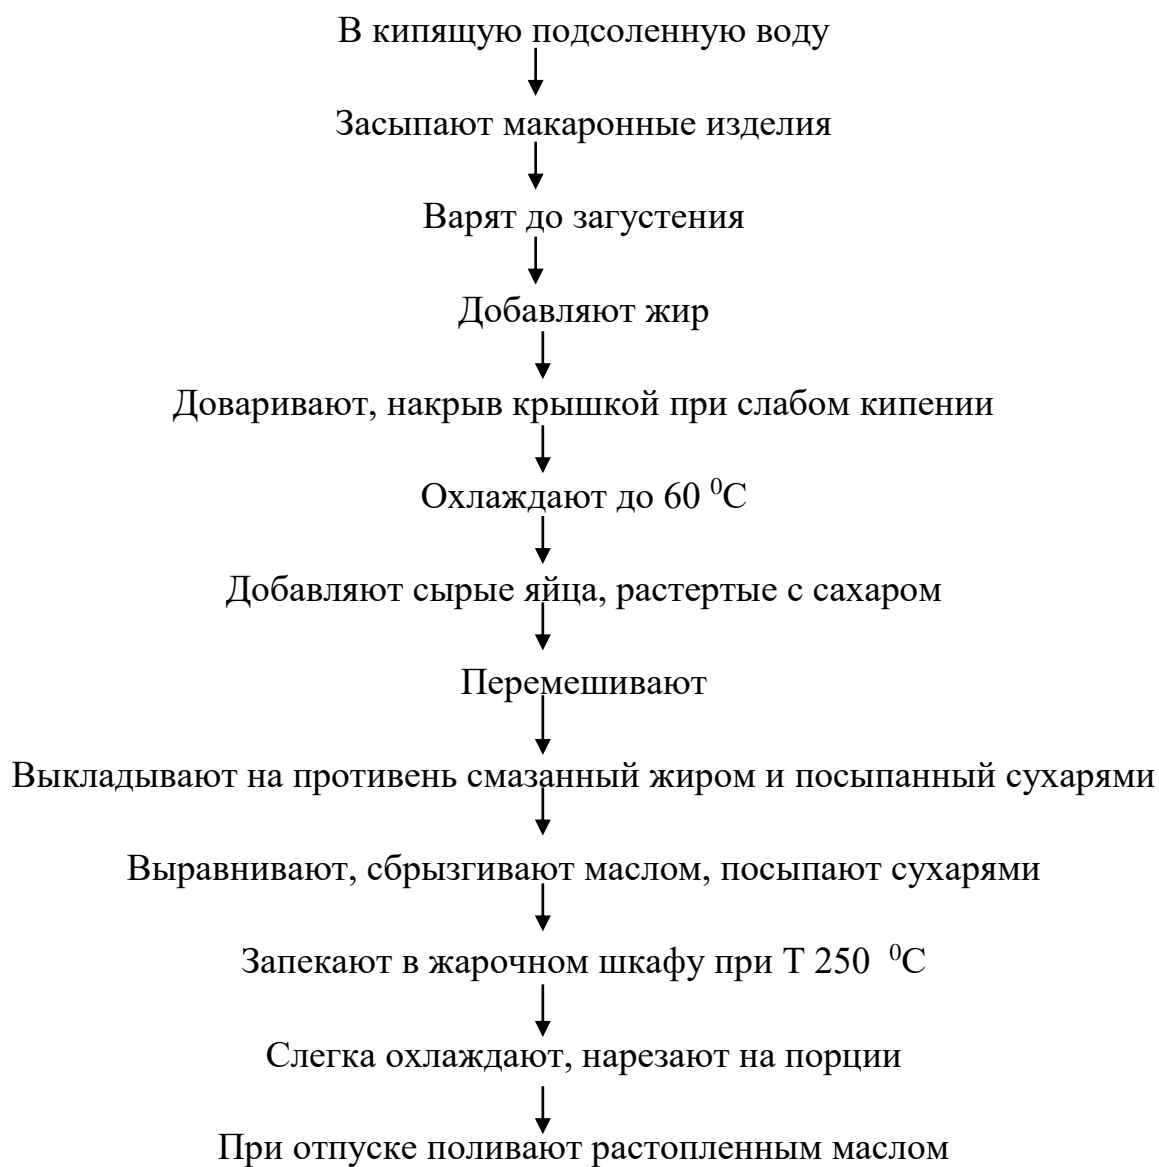 В кипящую подсоленную воду
Засыпают макаронные изделия
Варят до загустения
Добавляют жир
Доваривают, накрыв крышкой при слабом кипении
Охлаждают до 60 ⁰С
Добавляют сырые яйца, растертые с сахаром
Перемешивают
Выкладывают на противень смазанный жиром и посыпанный сухарями
Выравнивают, сбрызгивают маслом, посыпают сухарями
Запекают в жарочном шкафу при Т 250 ⁰С
Слегка охлаждают, нарезают на порции
При отпуске поливают растопленным маслом